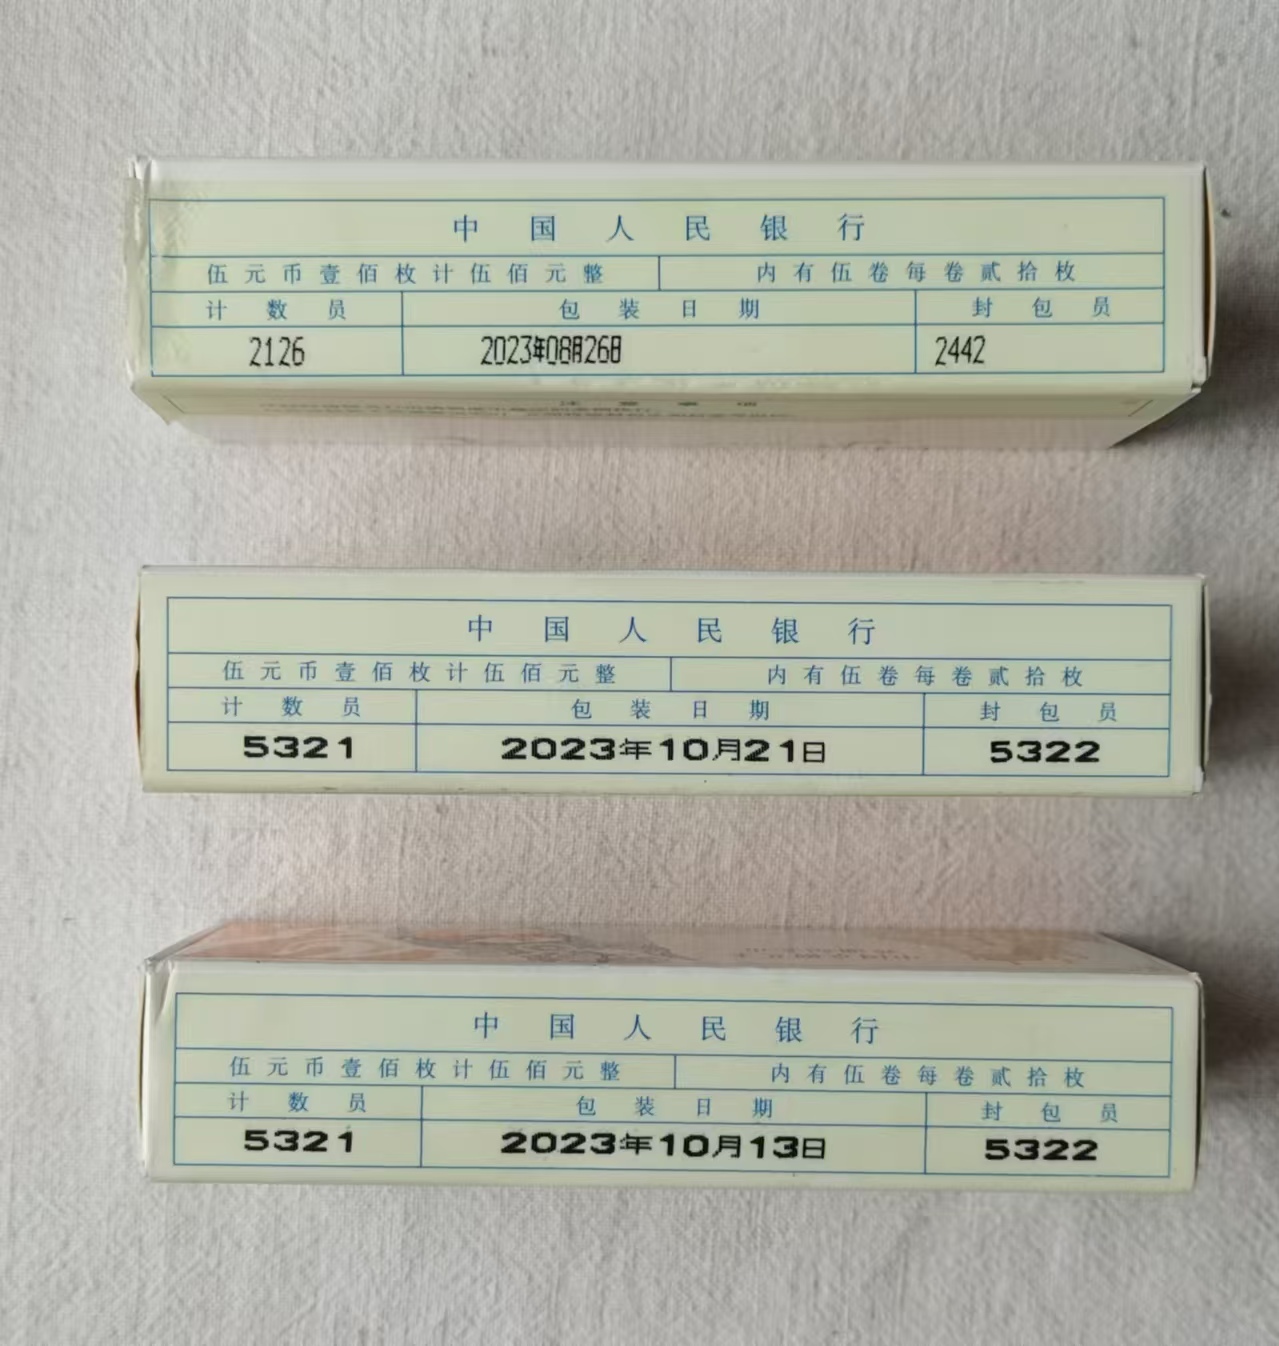 中国人民银行
伍元币壹佰枚计伍佰元整 内有伍卷每卷贰拾枚
计数员 包装日期 封包员
2126 2023年08月26日 2442
注意事项
中国人民银行
伍元币壹佰枚计伍佰元整 内有伍卷每卷贰拾枚
计数员 包装日期 封包员
5321 2023年10月21日 5322
中国人民银行
伍元币壹佰枚计伍佰元整 内有伍卷每卷贰拾枚
计数员 包装日期 封包员
5321 2023年10月13日 5322